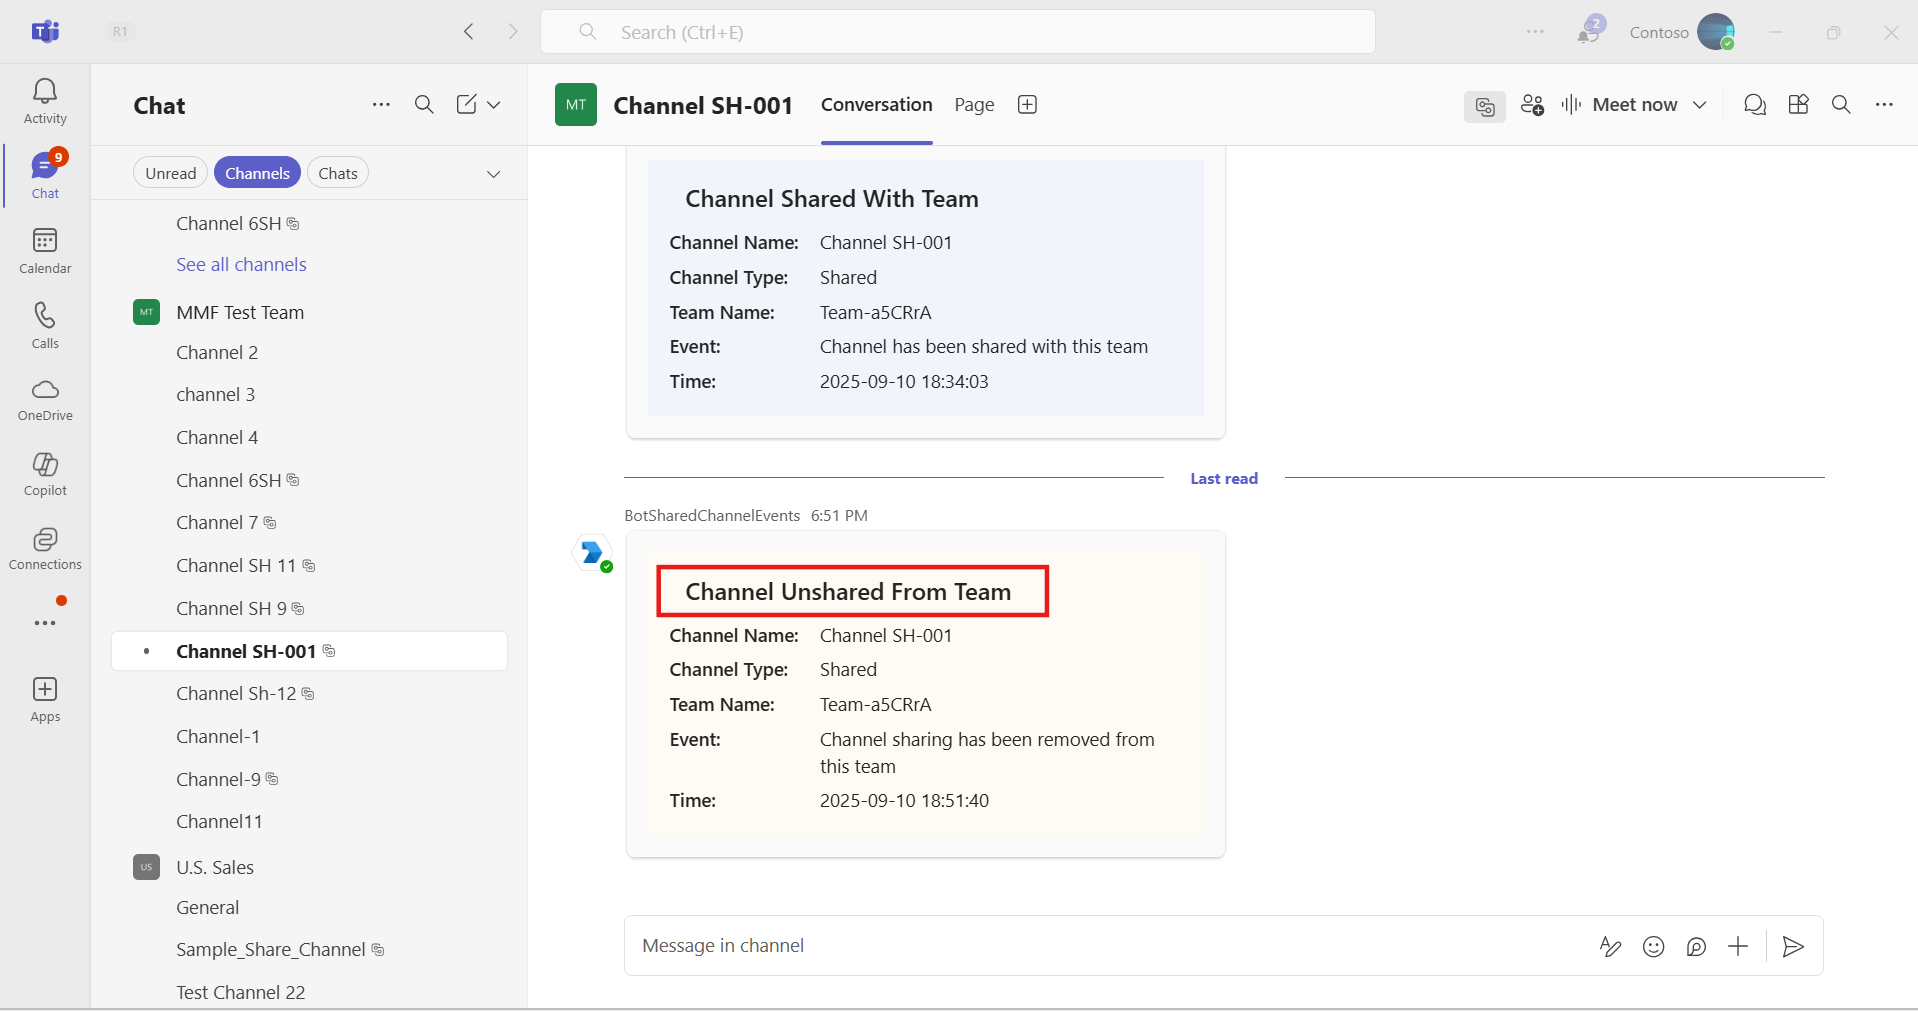 R1
Search (Ctrl+E)
2
Contoso
Activity
9
Chat
Calendar
Calls
OneDrive
Copilot
Connections
Apps
Chat
Unread
Channels
Chats
Channel 6SH
See all channels
MT
MMF Test Team
Channel 2
channel 3
Channel 4
Channel 6SH
Channel 7
Channel SH 11
Channel SH 9
Channel SH-001
Channel Sh-12
Channel-1
Channel-9
Channel11
US
U.S. Sales
General
Sample_Share_Channel
Test Channel 22
MT
Channel SH-001
Conversation
Page
Meet now
Channel Shared With Team
Channel Name: Channel SH-001
Channel Type: Shared
Team Name: Team-a5CRrA
Event: Channel has been shared with this team
Time: 2025-09-10 18:34:03
Last read
BotSharedChannelEvents 6:51 PM
Channel Unshared From Team
Channel Name: Channel SH-001
Channel Type: Shared
Team Name: Team-a5CRrA
Event: Channel sharing has been removed from
this team
Time: 2025-09-10 18:51:40
Message in channel